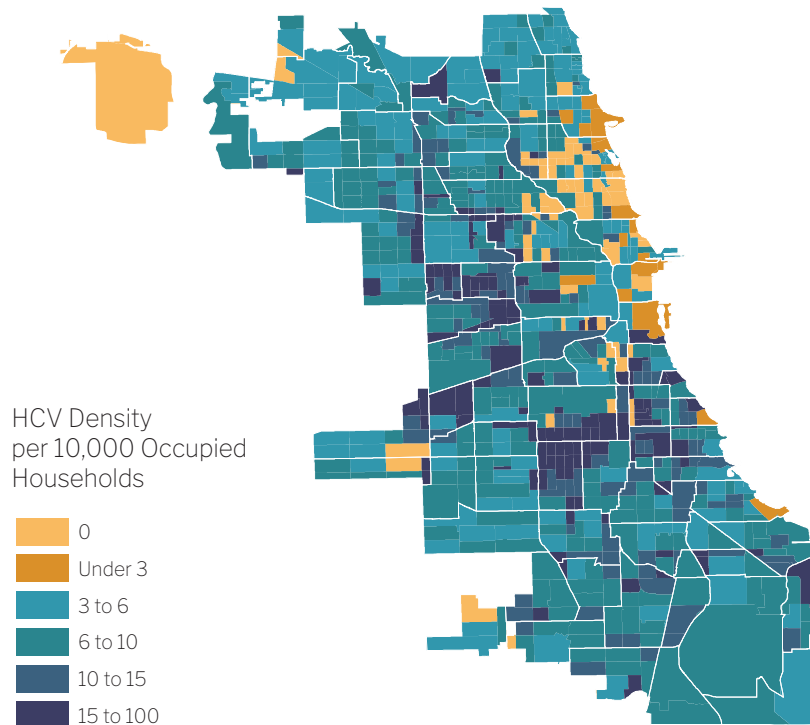 HCV Density
per 10,000 Occupied
Households
0
Under 3
3 to 6
6 to 10
10 to 15
15 to 100